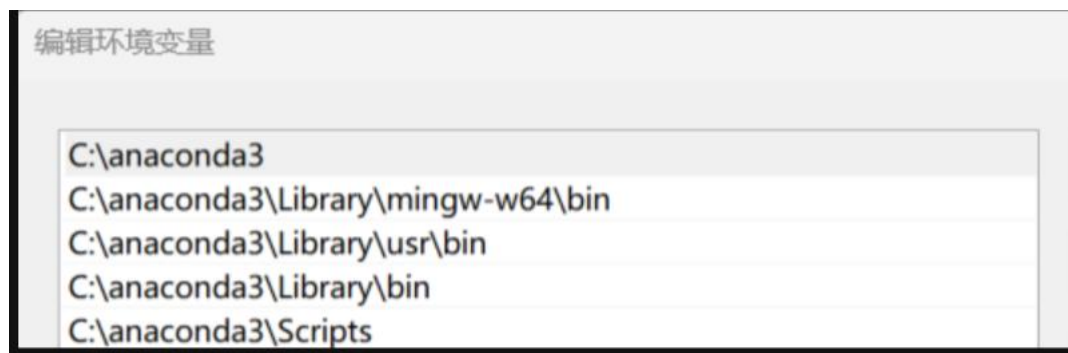 编辑环境变量
C:\anaconda3
C:\anaconda3\Library\mingw-w64\bin
C:\anaconda3\Library\usr\bin
C:\anaconda3\Library\bin
C:\anaconda3\Scripts